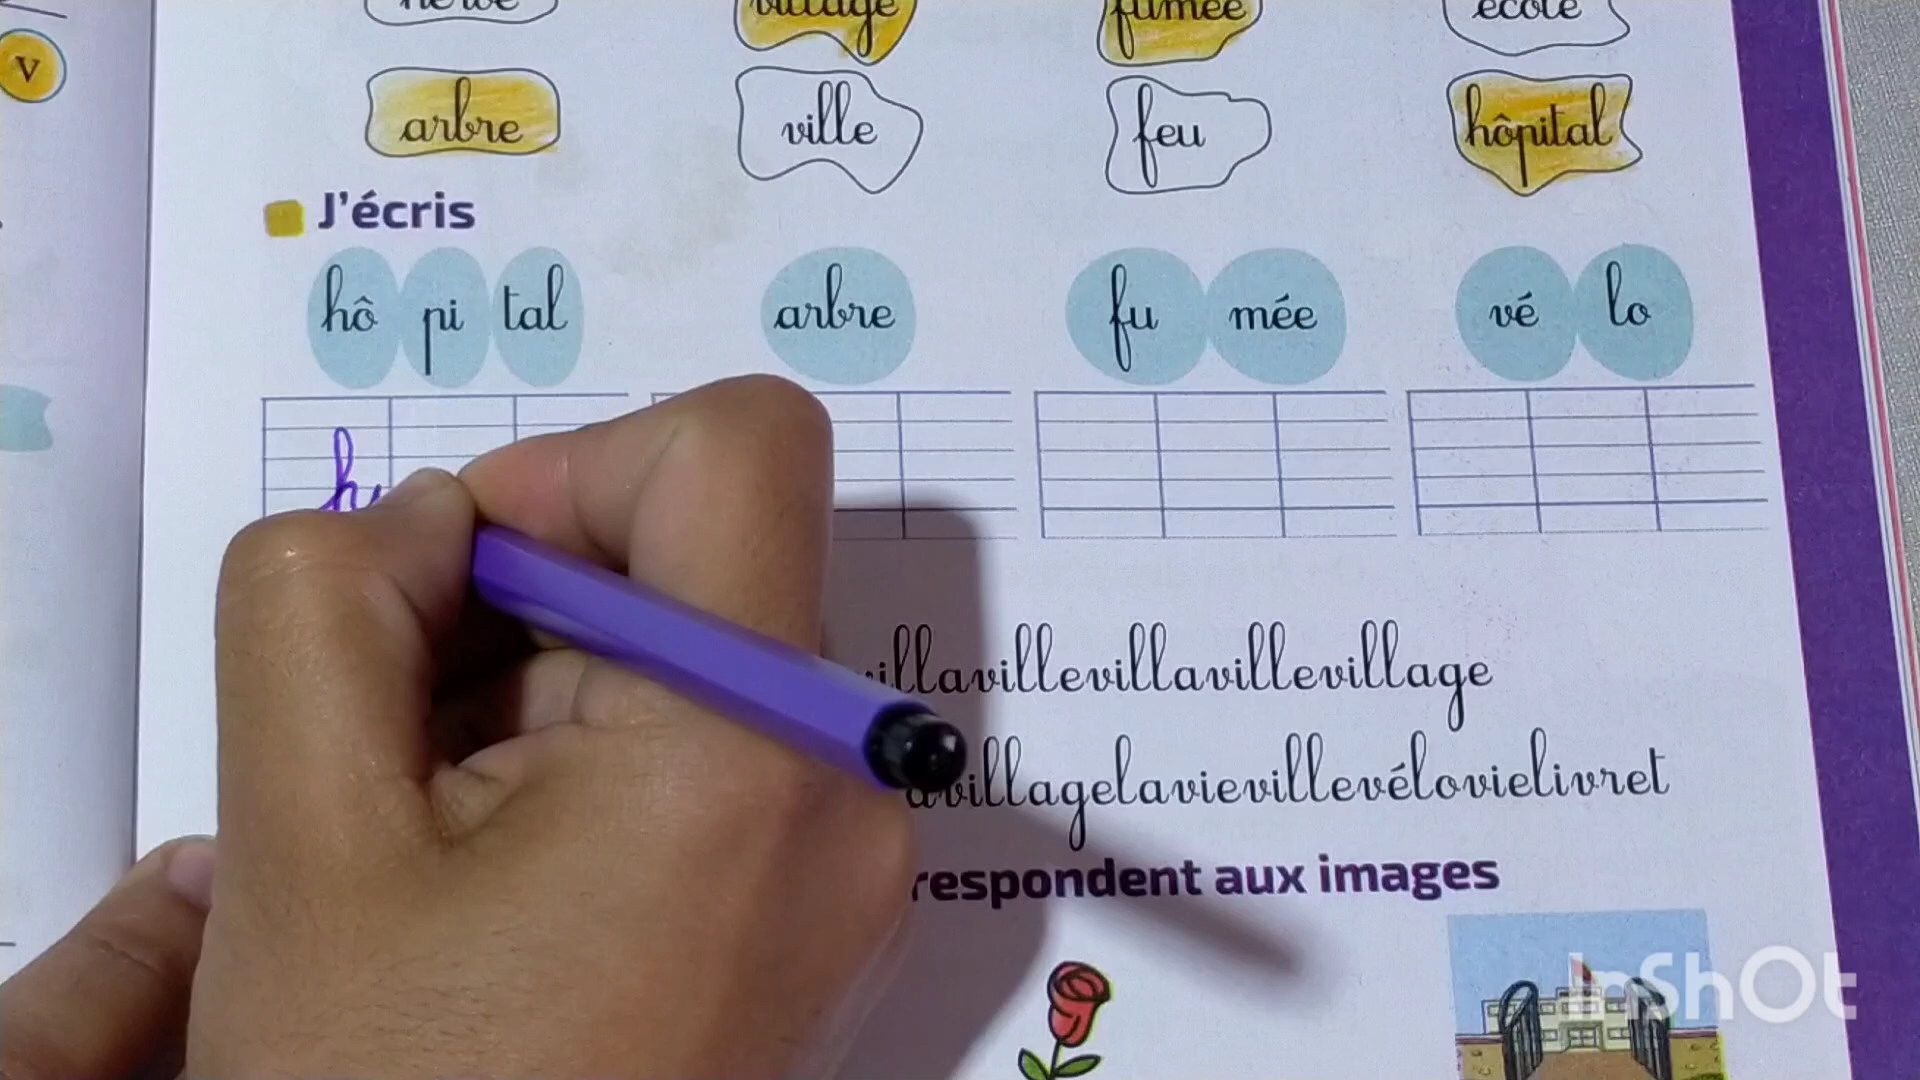 village fumée école
v
arbre ville feu hôpital
J'écris
hô pi tal arbre fu mée vé lo
h
illavillevillavillevillage
avillagelavievillevélovielivret
respondent aux images
InShOt